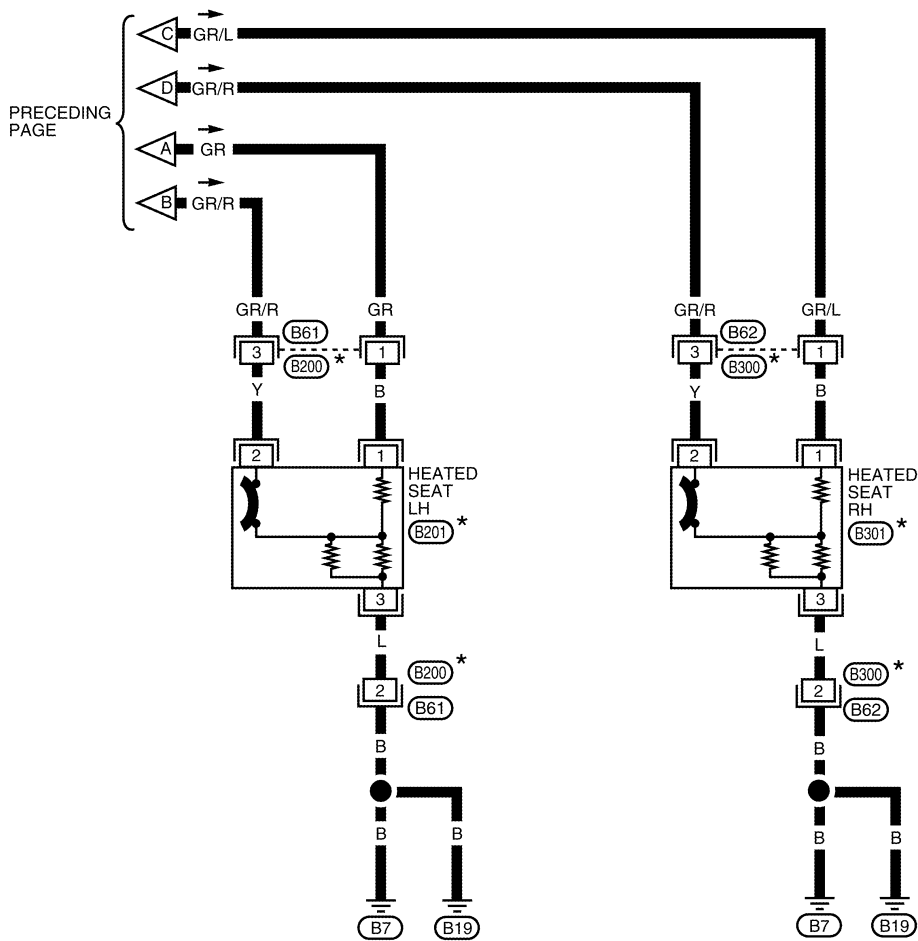 C GR/L
D GR/R
PRECEDING
PAGE
A GR
B GR/R
GR/R GR GR/R GR/L
B61 B62
3 1 3 1
B200 * B300 *
Y B Y B
2 1 2 1
HEATED
SEAT
LH
B201 *
HEATED
SEAT
RH
B301 *
3 3
L L
B200 * B300 *
2 2
B61 B62
B B
B B B B
B7 B19 B7 B19